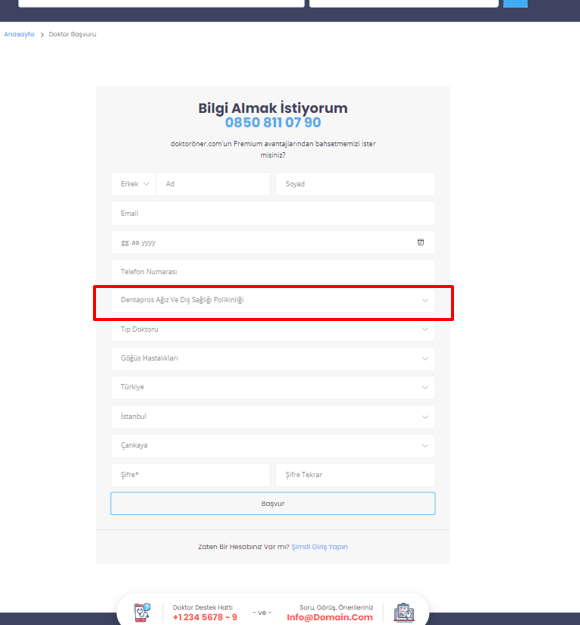 Anasayfa > Doktor Başvuru
Bilgi Almak İstiyorum
0850 811 07 90
doktoröner.com'un Premium avantajlarından bahsetmemizi ister
misiniz?
Erkek Ad Soyad
Email
gg.aa.yyyy
Telefon Numarası
Dentapros Ağız Ve Diş Sağlığı Polikinliği
Tıp Doktoru
Göğüs Hastalıkları
Türkiye
İstanbul
Çankaya
Şifre* Şifre Tekrar
Başvur
Zaten Bir Hesabınız Var mı? Şimdi Giriş Yapın
Doktor Destek Hattı - ve - Soru, Görüş, Önerileriniz
+1 234 5678 - 9 Info@Domain.Com